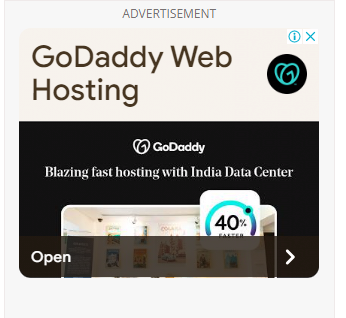 ADVERTISEMENT
GoDaddy Web
Hosting
GoDaddy
Blazing fast hosting with India Data Center
40%
FASTER
Open